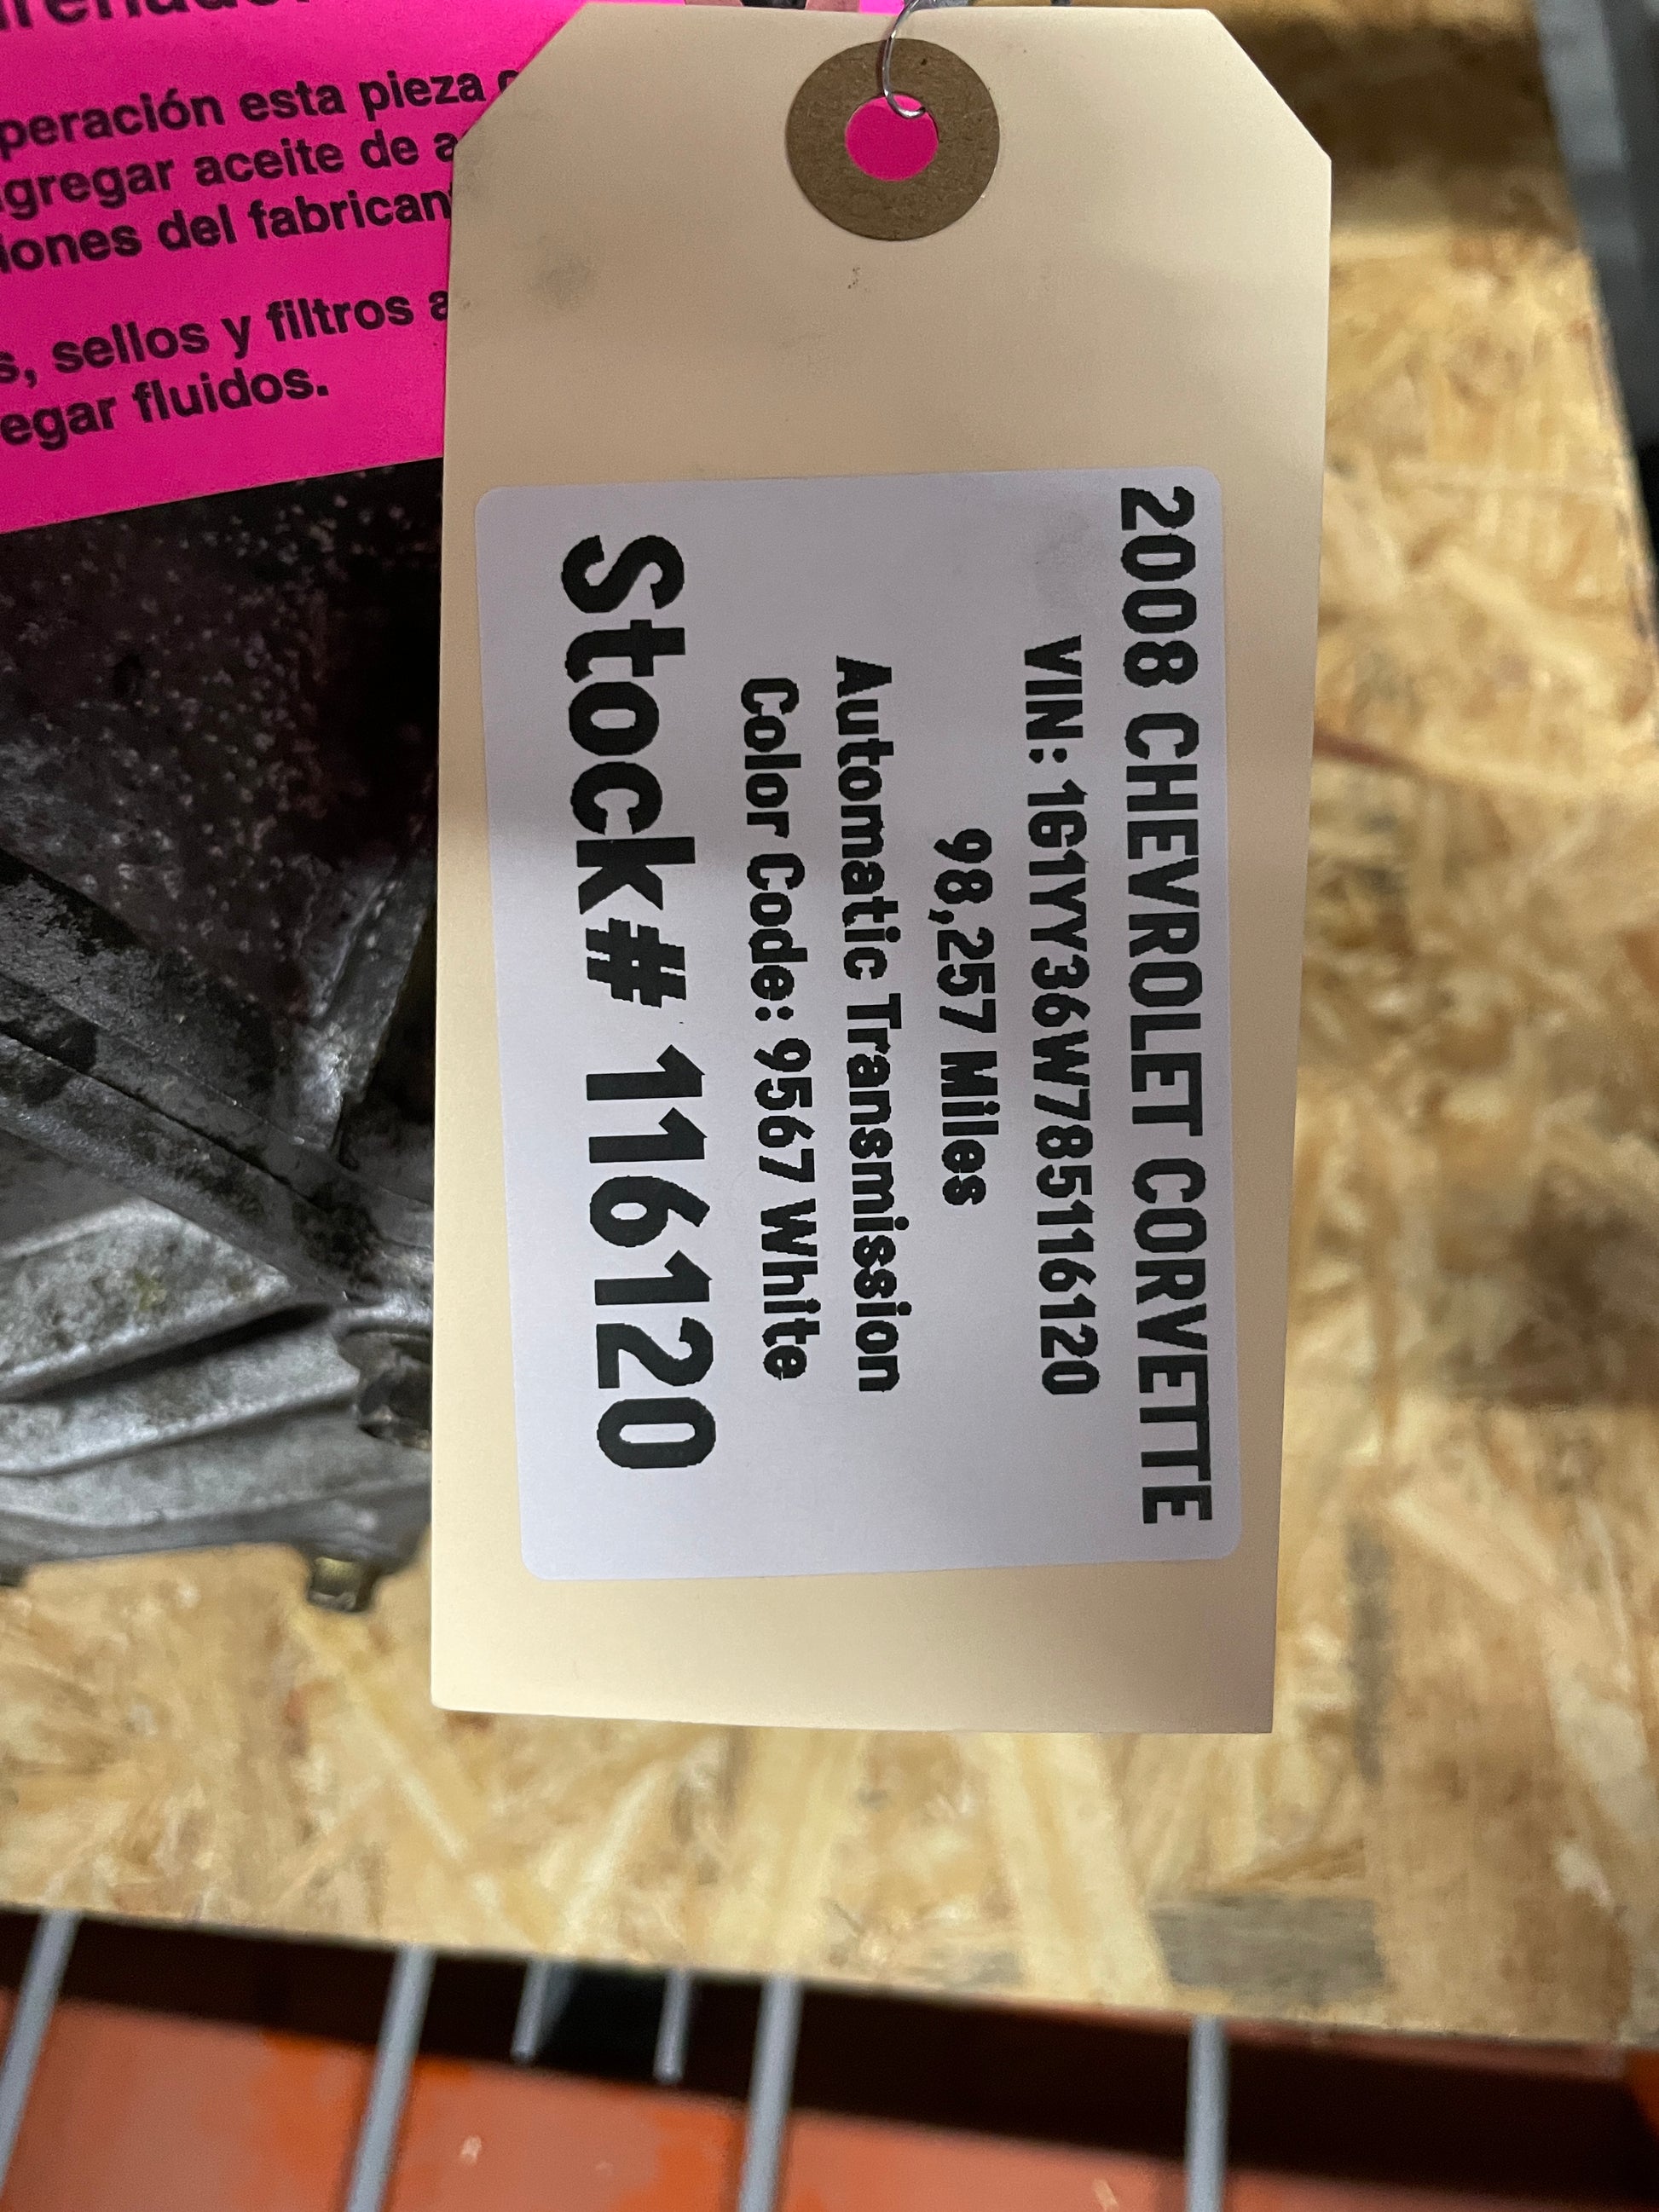 2008 CHEVROLET CORVETTE
VIN: 1G1YY36W785116120
98,257 Miles
Automatic Transmission
Color Code: 9567 White
Stock# 116120
peración esta pieza
gregar aceite de a
iones del fabrican
s, sellos y filtros a
egar fluidos.